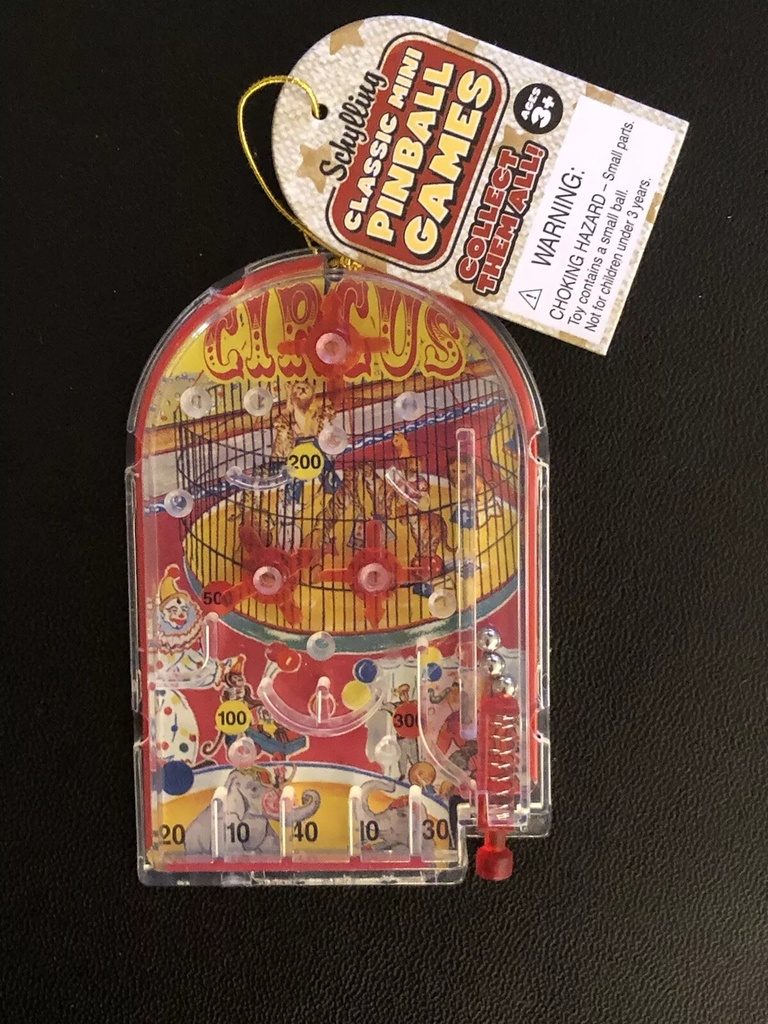 Schylling
CLASSIC MINI
PINBALL
GAMES
COLLECT
THEM ALL!
AGES
3+
⚠ WARNING:
CHOKING HAZARD – Small parts.
Toy contains a small ball.
Not for children under 3 years.
CIRCUS
200
500
100
300
20 10 40 10 30